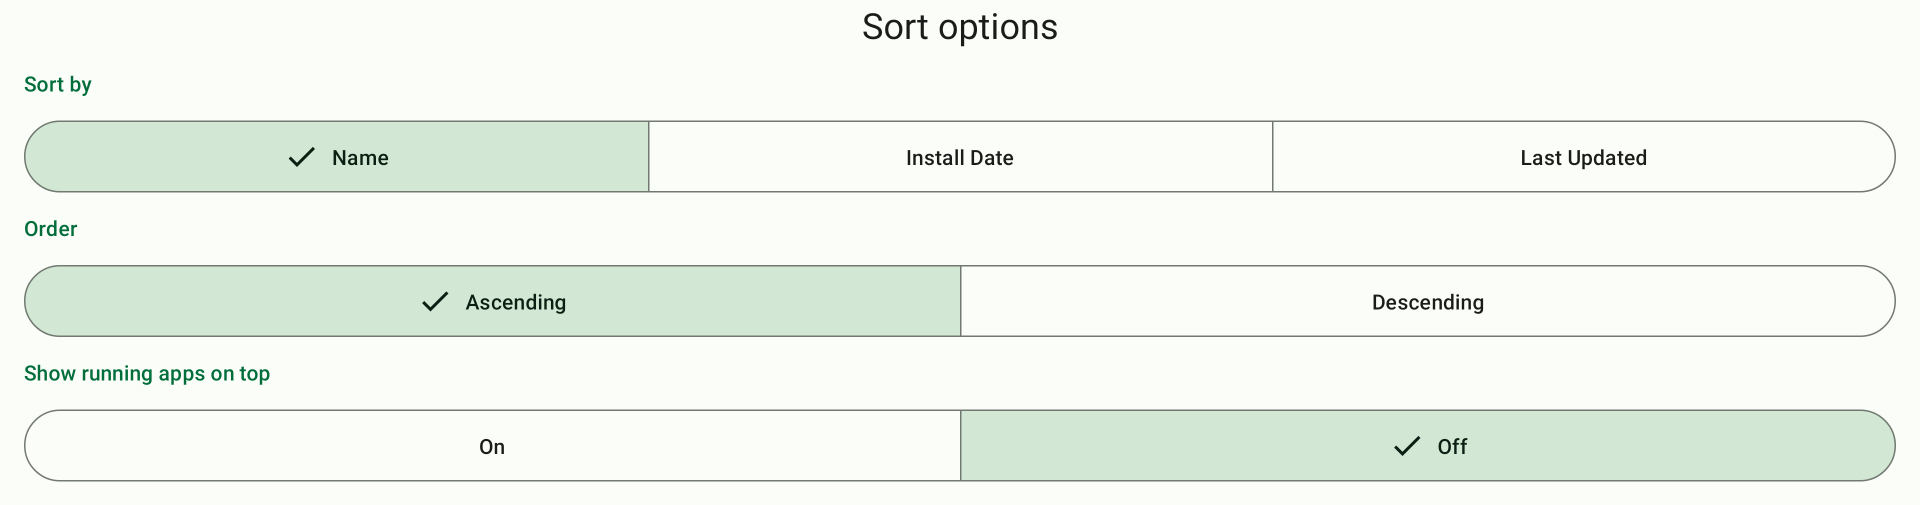 Sort options
Sort by
Name
Install Date
Last Updated
Order
Ascending
Descending
Show running apps on top
On
Off